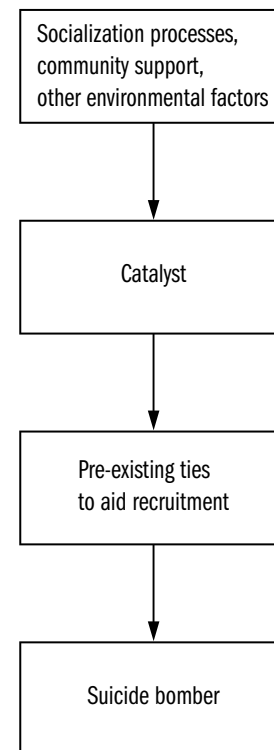 Socialization processes,
community support,
other environmental factors
Catalyst
Pre-existing ties
to aid recruitment
Suicide bomber